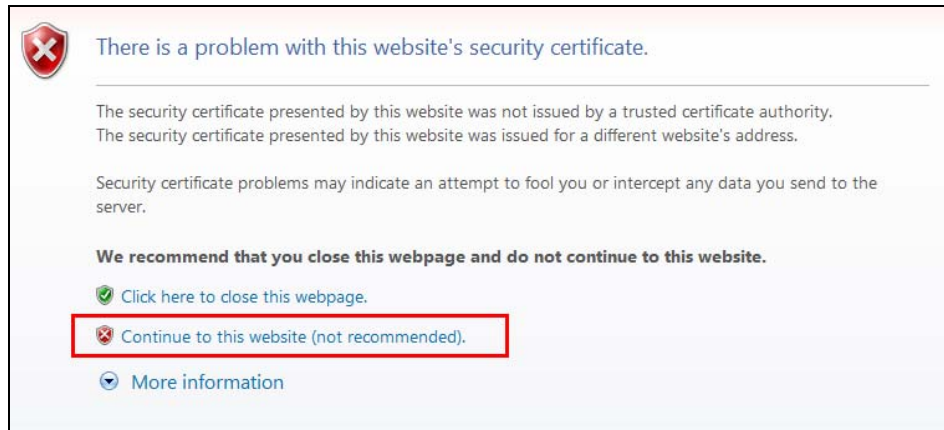 There is a problem with this website's security certificate.
The security certificate presented by this website was not issued by a trusted certificate authority.
The security certificate presented by this website was issued for a different website's address.
Security certificate problems may indicate an attempt to fool you or intercept any data you send to the
server.
We recommend that you close this webpage and do not continue to this website.
Click here to close this webpage.
Continue to this website (not recommended).
More information